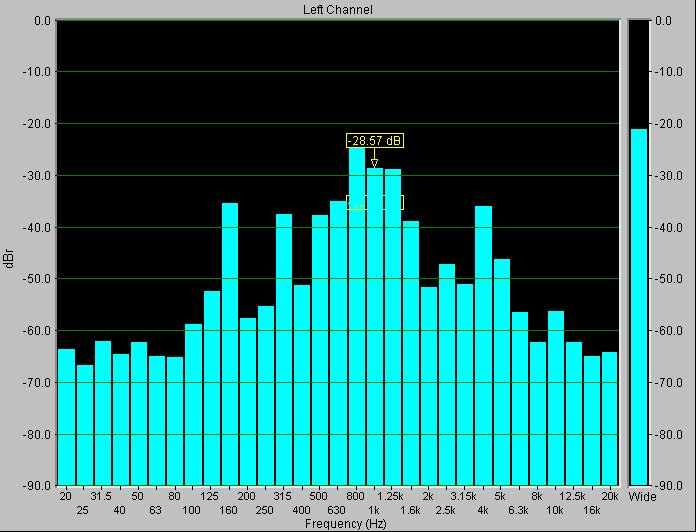 Left Channel
0.0 0.0
-10.0 -10.0
-20.0 -20.0
-28.57 dB
-30.0 -30.0
-40.0 -40.0
dBr
-50.0 -50.0
-60.0 -60.0
-70.0 -70.0
-80.0 -80.0
-90.0 -90.0
20 31.5 50 80 125 200 315 500 800 1.25k 2k 3.15k 5k 8k 12.5k 20k Wide
25 40 63 100 160 250 400 630 1k 1.6k 2.5k 4k 6.3k 10k 16k
Frequency (Hz)